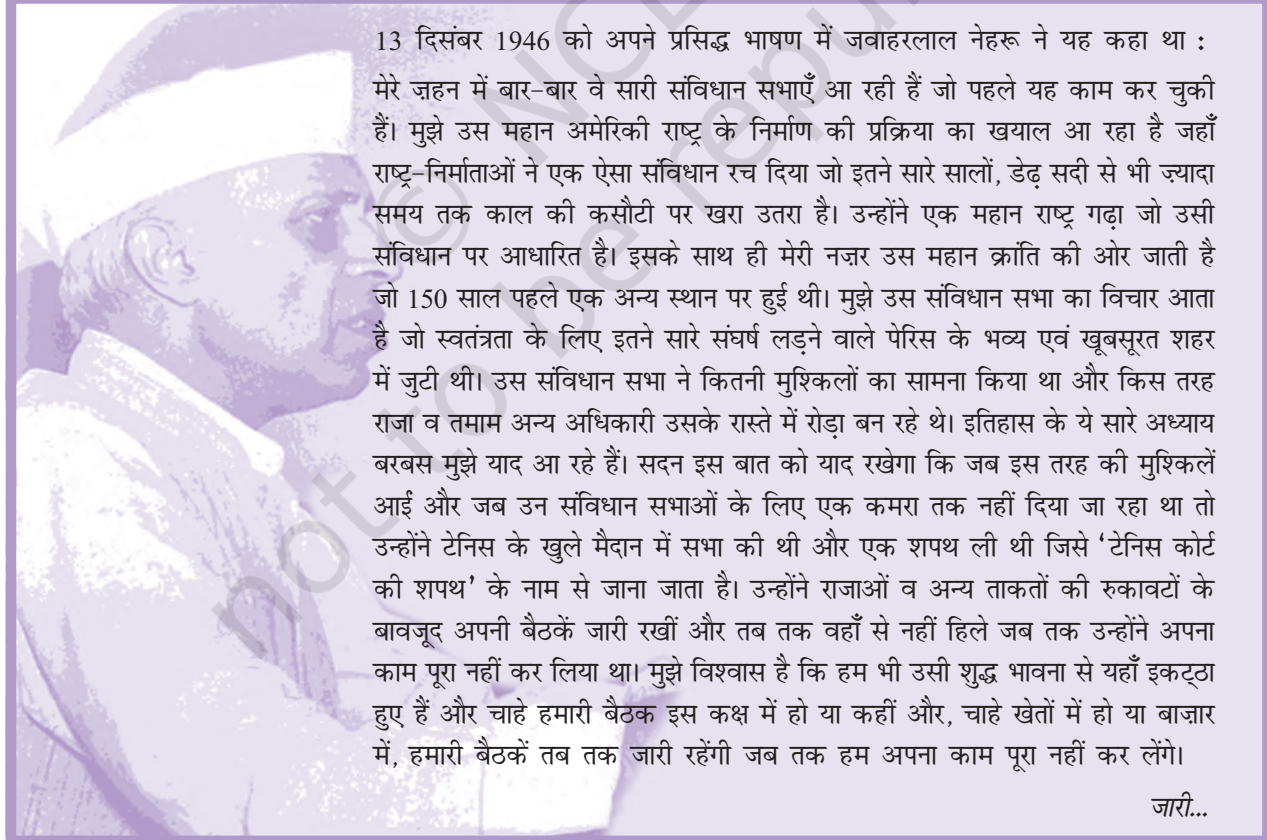 13 दिसंबर 1946 को अपने प्रसिद्ध भाषण में जवाहरलाल नेहरू ने यह कहा था :
मेरे ज़हन में बार-बार वे सारी संविधान सभाएँ आ रही हैं जो पहले यह काम कर चुकी
हैं। मुझे उस महान अमेरिकी राष्ट्र के निर्माण की प्रक्रिया का खयाल आ रहा है जहाँ
राष्ट्र-निर्माताओं ने एक ऐसा संविधान रच दिया जो इतने सारे सालों, डेढ़ सदी से भी ज़्यादा
समय तक काल की कसौटी पर खरा उतरा है। उन्होंने एक महान राष्ट्र गढ़ा जो उसी
संविधान पर आधारित है। इसके साथ ही मेरी नज़र उस महान क्रांति की ओर जाती है
जो 150 साल पहले एक अन्य स्थान पर हुई थी। मुझे उस संविधान सभा का विचार आता
है जो स्वतंत्रता के लिए इतने सारे संघर्ष लड़ने वाले पेरिस के भव्य एवं खूबसूरत शहर
में जुटी थी। उस संविधान सभा ने कितनी मुश्किलों का सामना किया था और किस तरह
राजा व तमाम अन्य अधिकारी उसके रास्ते में रोड़ा बन रहे थे। इतिहास के ये सारे अध्याय
बरबस मुझे याद आ रहे हैं। सदन इस बात को याद रखेगा कि जब इस तरह की मुश्किलें
आईं और जब उन संविधान सभाओं के लिए एक कमरा तक नहीं दिया जा रहा था तो
उन्होंने टेनिस के खुले मैदान में सभा की थी और एक शपथ ली थी जिसे ‘टेनिस कोर्ट
की शपथ’ के नाम से जाना जाता है। उन्होंने राजाओं व अन्य ताकतों की रुकावटों के
बावजूद अपनी बैठकें जारी रखीं और तब तक वहाँ से नहीं हिले जब तक उन्होंने अपना
काम पूरा नहीं कर लिया था। मुझे विश्वास है कि हम भी उसी शुद्ध भावना से यहाँ इकट्ठा
हुए हैं और चाहे हमारी बैठक इस कक्ष में हो या कहीं और, चाहे खेतों में हो या बाज़ार
में, हमारी बैठकें तब तक जारी रहेंगी जब तक हम अपना काम पूरा नहीं कर लेंगे।
जारी...
© NCE
not to be repu